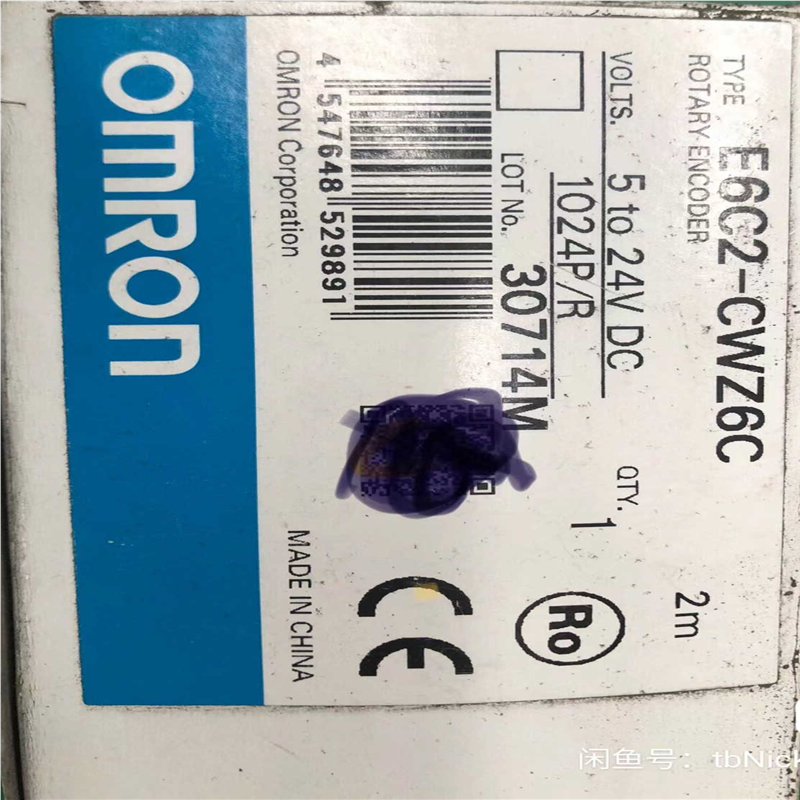 TYPE E6C2-CWZ6C 2m
ROTARY ENCODER
VOLTS. 5 to 24V DC QTY. 1
1024P/R
LOT No. 30714M
Ro
CE
4 547648 529891
OMRON Corporation MADE IN CHINA
OMRON
闲鱼号：tbNick